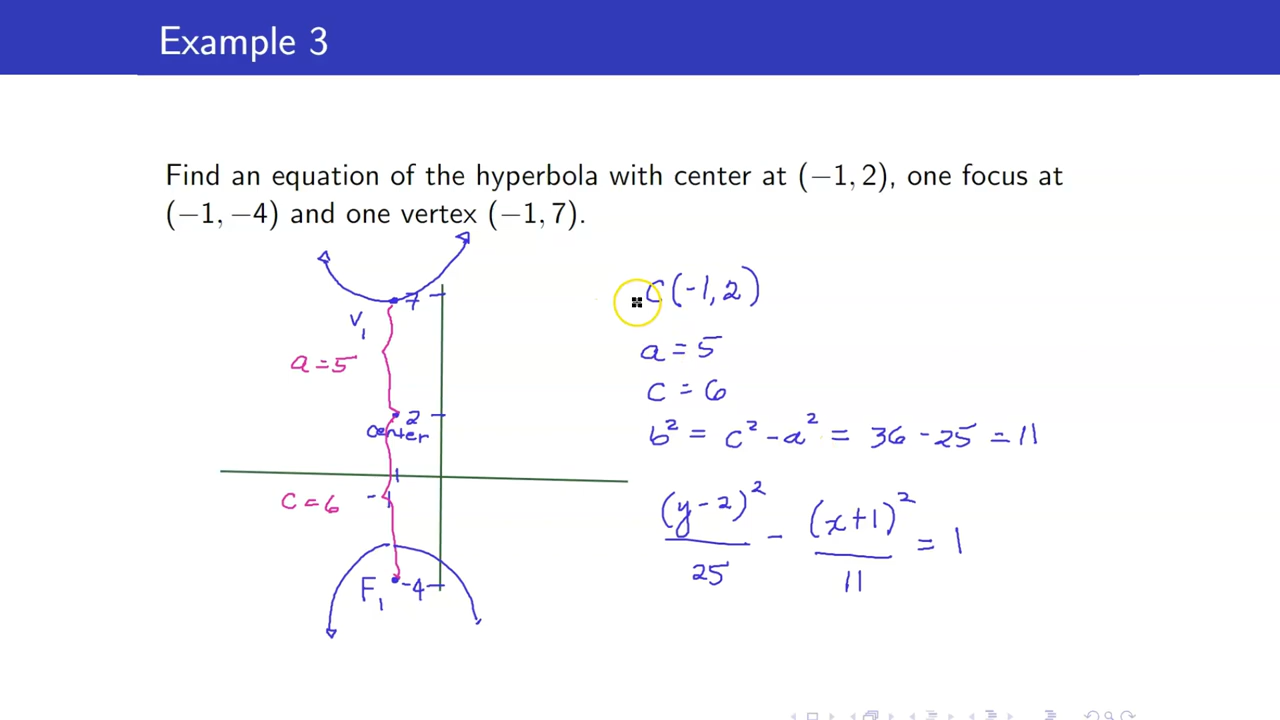 Example 3
Find an equation of the hyperbola with center at (−1, 2), one focus at
(−1, −4) and one vertex (−1, 7).
7
V₁
a = 5
2
center
-1
c = 6
F₁
-4
C(-1, 2)
a = 5
c = 6
b² = c² - a² = 36 - 25 = 11
(y-2)²/25 - (x+1)²/11 = 1